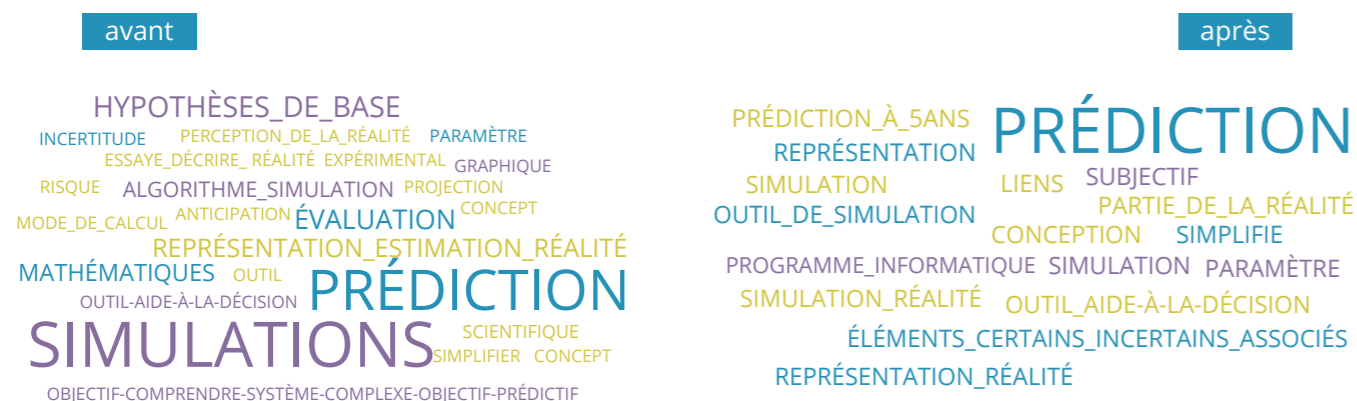 avant
HYPOTHÈSES_DE_BASE
INCERTITUDE PERCEPTION_DE_LA_RÉALITÉ PARAMÈTRE
ESSAYE_DÉCRIRE_ RÉALITÉ EXPÉRIMENTAL GRAPHIQUE
RISQUE ALGORITHME_SIMULATION PROJECTION
MODE_DE_CALCUL ANTICIPATION ÉVALUATION CONCEPT
REPRÉSENTATION_ESTIMATION_RÉALITÉ
MATHÉMATIQUES OUTIL PRÉDICTION
OUTIL-AIDE-À-LA-DÉCISION
SIMULATIONS SCIENTIFIQUE
SIMPLIFIER CONCEPT
OBJECTIF-COMPRENDRE-SYSTÈME-COMPLEXE-OBJECTIF-PRÉDICTIF
après
PRÉDICTION_À_5ANS PRÉDICTION
REPRÉSENTATION
SIMULATION LIENS SUBJECTIF
OUTIL_DE_SIMULATION PARTIE_DE_LA_RÉALITÉ
CONCEPTION SIMPLIFIE
PROGRAMME_INFORMATIQUE SIMULATION PARAMÈTRE
SIMULATION_RÉALITÉ OUTIL_AIDE-À-LA-DÉCISION
ÉLÉMENTS_CERTAINS_INCERTAINS_ASSOCIÉS
REPRÉSENTATION_RÉALITÉ